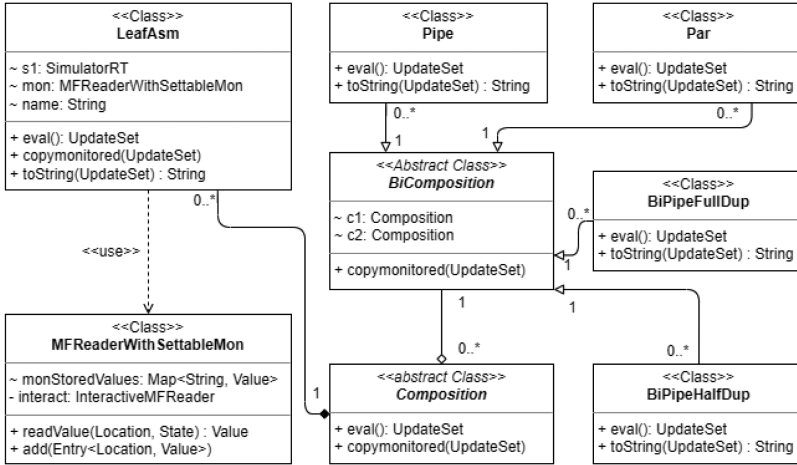 <<Class>>
LeafAsm
~ s1: SimulatorRT
~ mon: MFReaderWithSettableMon
~ name: String
+ eval(): UpdateSet
+ copymonitored(UpdateSet)
+ toString(UpdateSet) : String
<<Class>>
Pipe
+ eval(): UpdateSet
+ toString(UpdateSet) : String
<<Class>>
Par
+ eval(): UpdateSet
+ toString(UpdateSet) : String
0..*
1
0..*
1
<<Abstract Class>>
BiComposition
~ c1: Composition
~ c2: Composition
+ copymonitored(UpdateSet)
<<Class>>
BiPipeFullDup
+ eval(): UpdateSet
+ toString(UpdateSet) : String
0..*
1
0..*
<<use>>
1
1
0..*
0..*
1
<<Class>>
MFReaderWithSettableMon
~ monStoredValues: Map<String, Value>
- interact: InteractiveMFReader
+ readValue(Location, State) : Value
+ add(Entry<Location, Value>)
<<abstract Class>>
Composition
+ eval(): UpdateSet
+ copymonitored(UpdateSet)
<<Class>>
BiPipeHalfDup
+ eval(): UpdateSet
+ toString(UpdateSet) : String